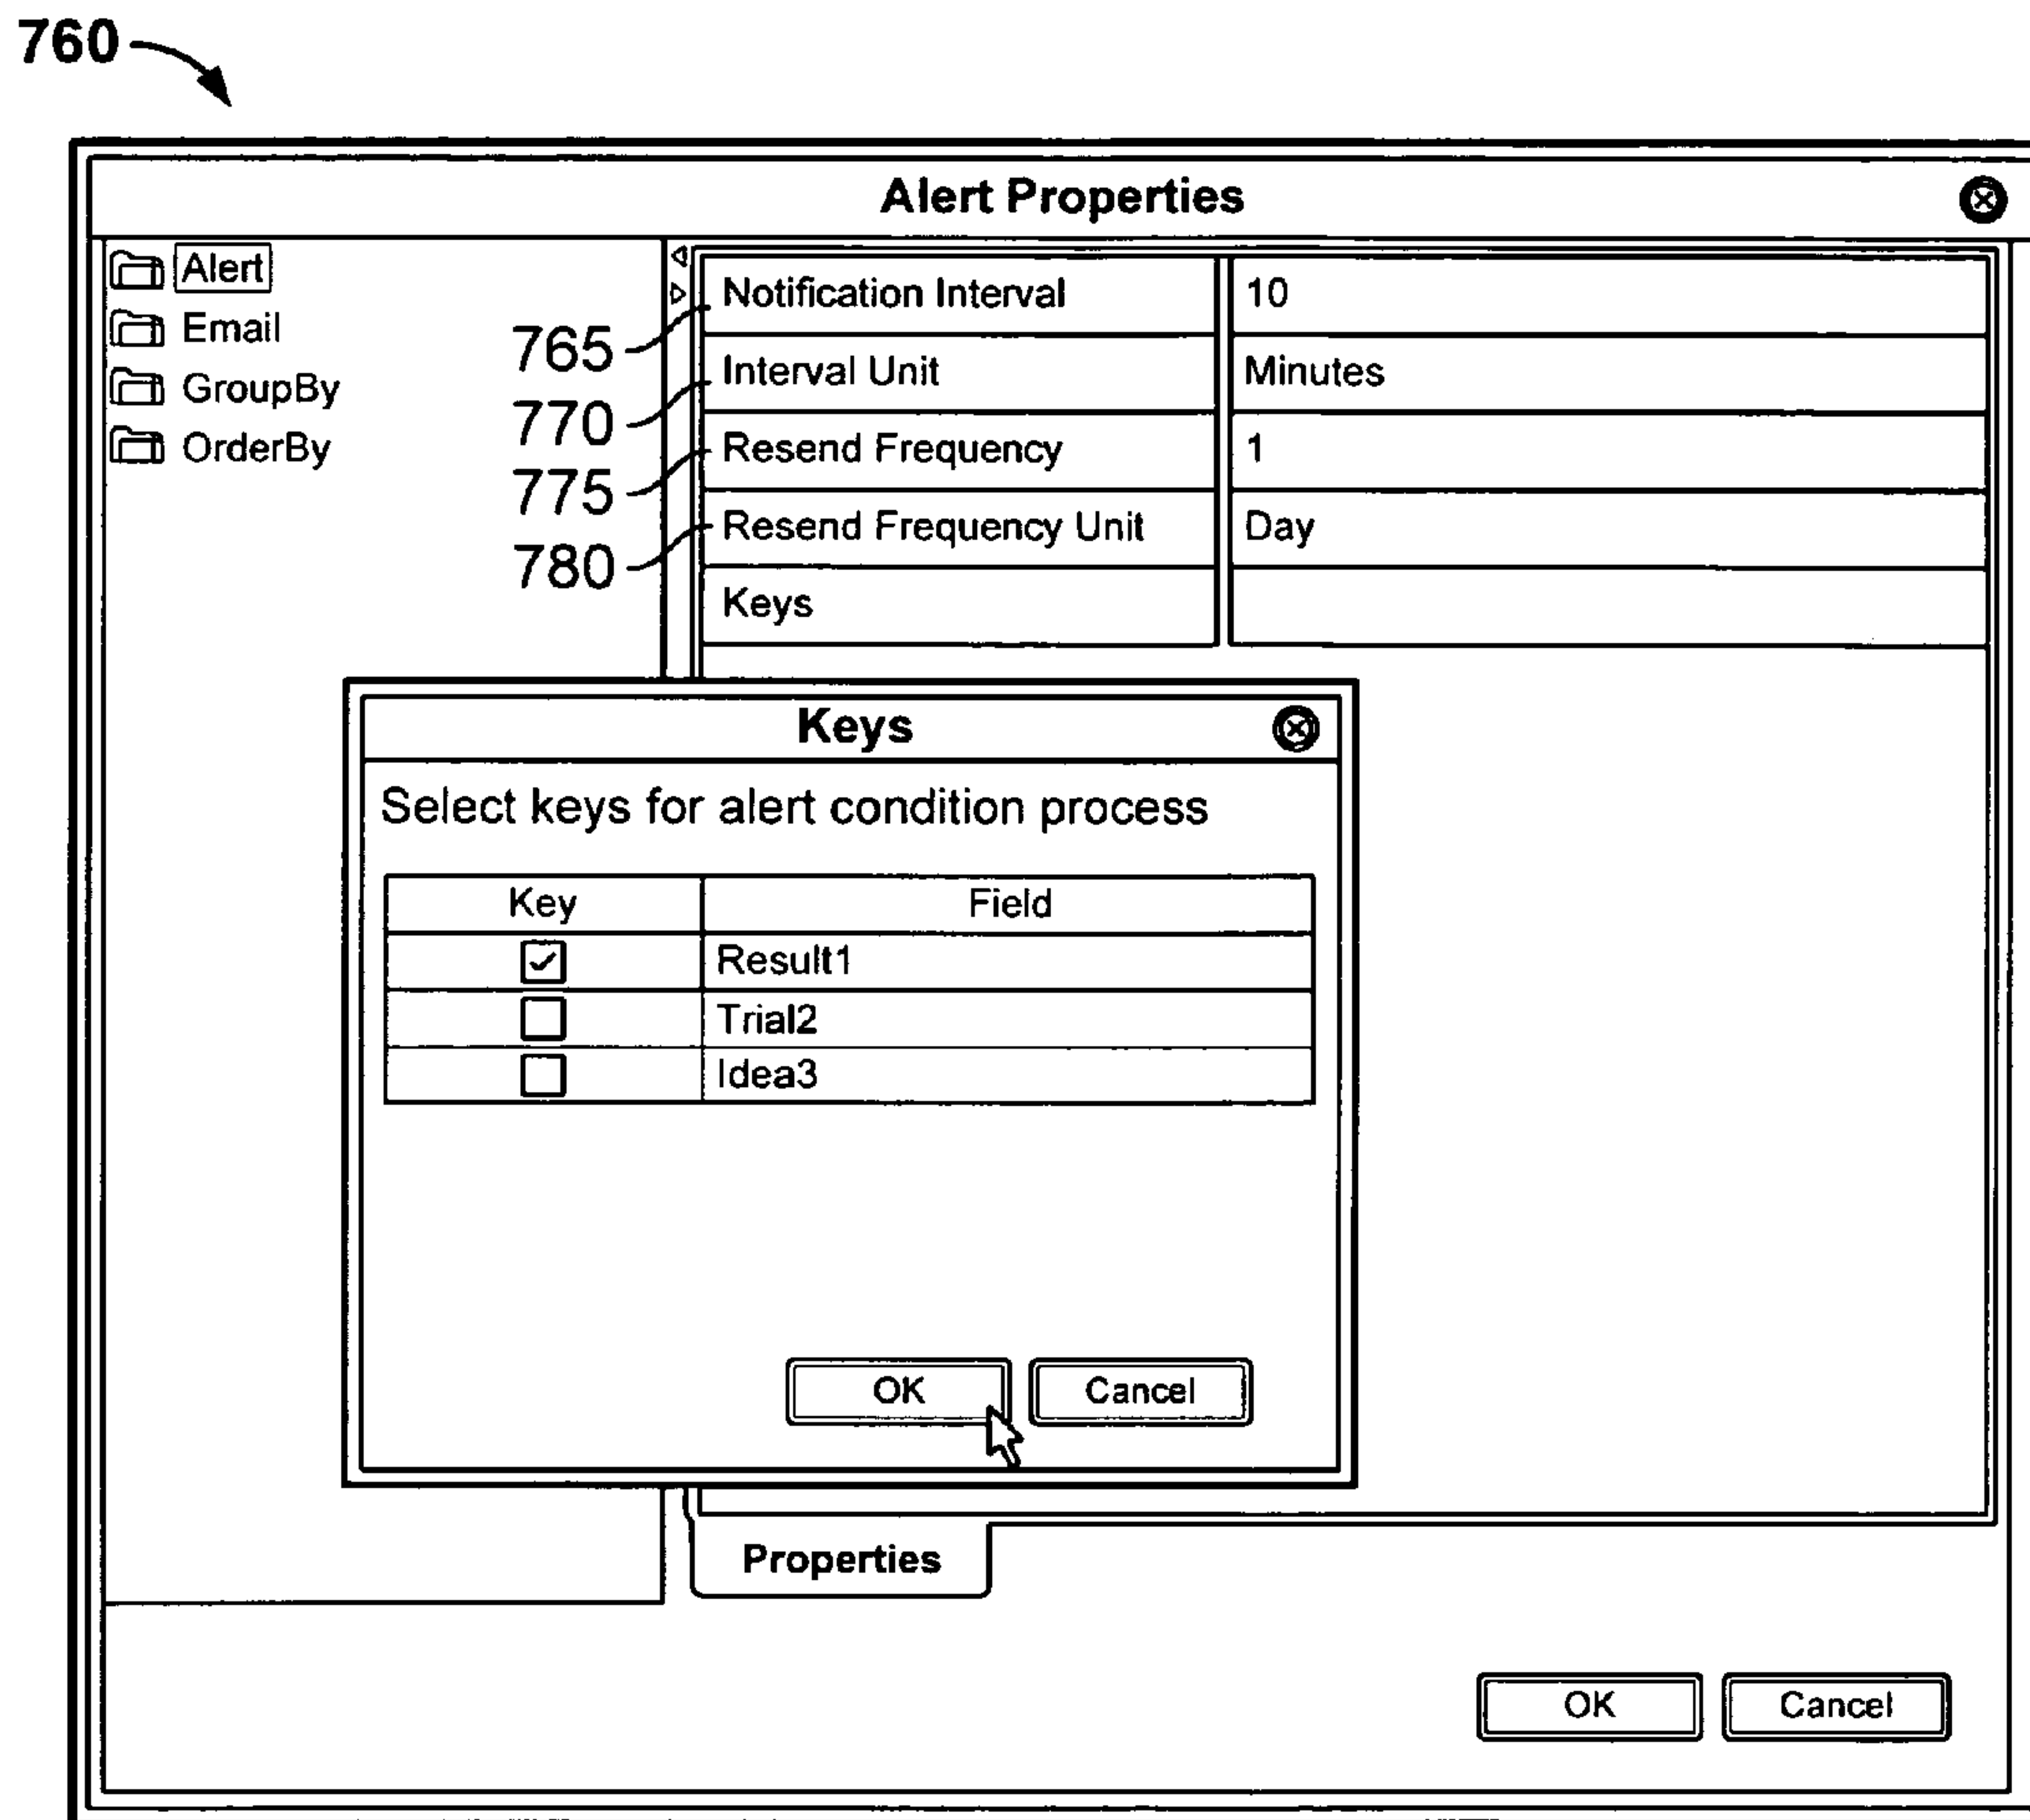 760
Alert Properties
Alert
Email
GroupBy
OrderBy
765
770
775
780
Notification Interval 10
Interval Unit Minutes
Resend Frequency 1
Resend Frequency Unit Day
Keys
Keys
Select keys for alert condition process
Key Field
Result1
Trial2
Idea3
OK Cancel
Properties
OK Cancel